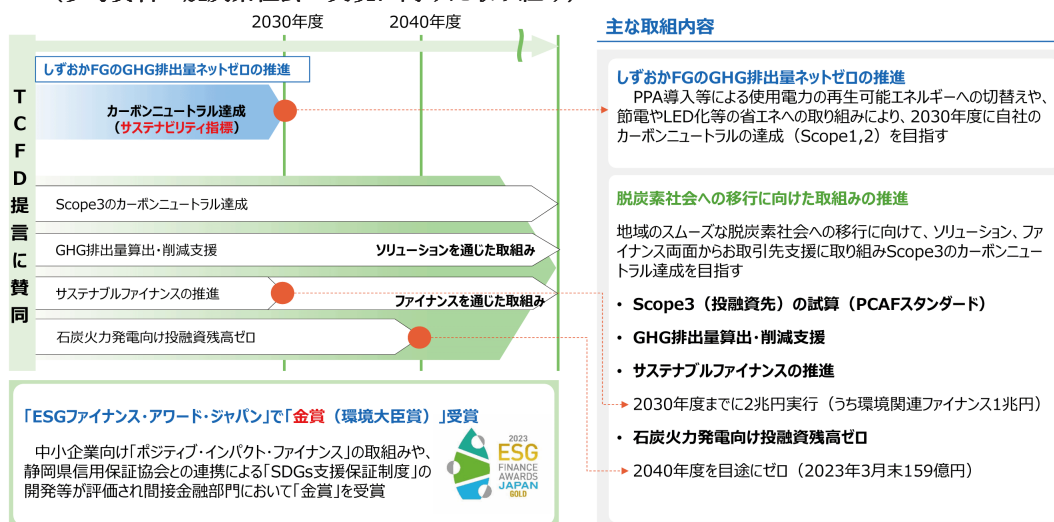 2030年度
2040年度
主な取組内容
TCFD提言に賛同
しずおかFGのGHG排出量ネットゼロの推進
カーボンニュートラル達成
（サステナビリティ指標）
Scope3のカーボンニュートラル達成
GHG排出量算出・削減支援
ソリューションを通じた取組み
サステナブルファイナンスの推進
ファイナンスを通じた取組み
石炭火力発電向け投融資残高ゼロ
「ESGファイナンス・アワード・ジャパン」で「金賞（環境大臣賞）」受賞
中小企業向け「ポジティブ・インパクト・ファイナンス」の取組みや、
静岡県信用保証協会との連携による「SDGs支援保証制度」の
開発等が評価され間接金融部門において「金賞」を受賞
2023
ESG
FINANCE
AWARDS
JAPAN
GOLD
しずおかFGのGHG排出量ネットゼロの推進
PPA導入等による使用電力の再生可能エネルギーへの切替えや、
節電やLED化等の省エネへの取り組みにより、2030年度に自社の
カーボンニュートラルの達成（Scope1,2）を目指す
脱炭素社会への移行に向けた取組みの推進
地域のスムーズな脱炭素社会への移行に向けて、ソリューション、ファ
イナンス両面からお取引先支援に取り組みScope3のカーボンニュー
トラル達成を目指す
・ Scope3（投融資先）の試算（PCAFスタンダード）
・ GHG排出量算出・削減支援
・ サステナブルファイナンスの推進
2030年度までに2兆円実行（うち環境関連ファイナンス1兆円）
・ 石炭火力発電向け投融資残高ゼロ
2040年度を目途にゼロ（2023年3月末159億円）